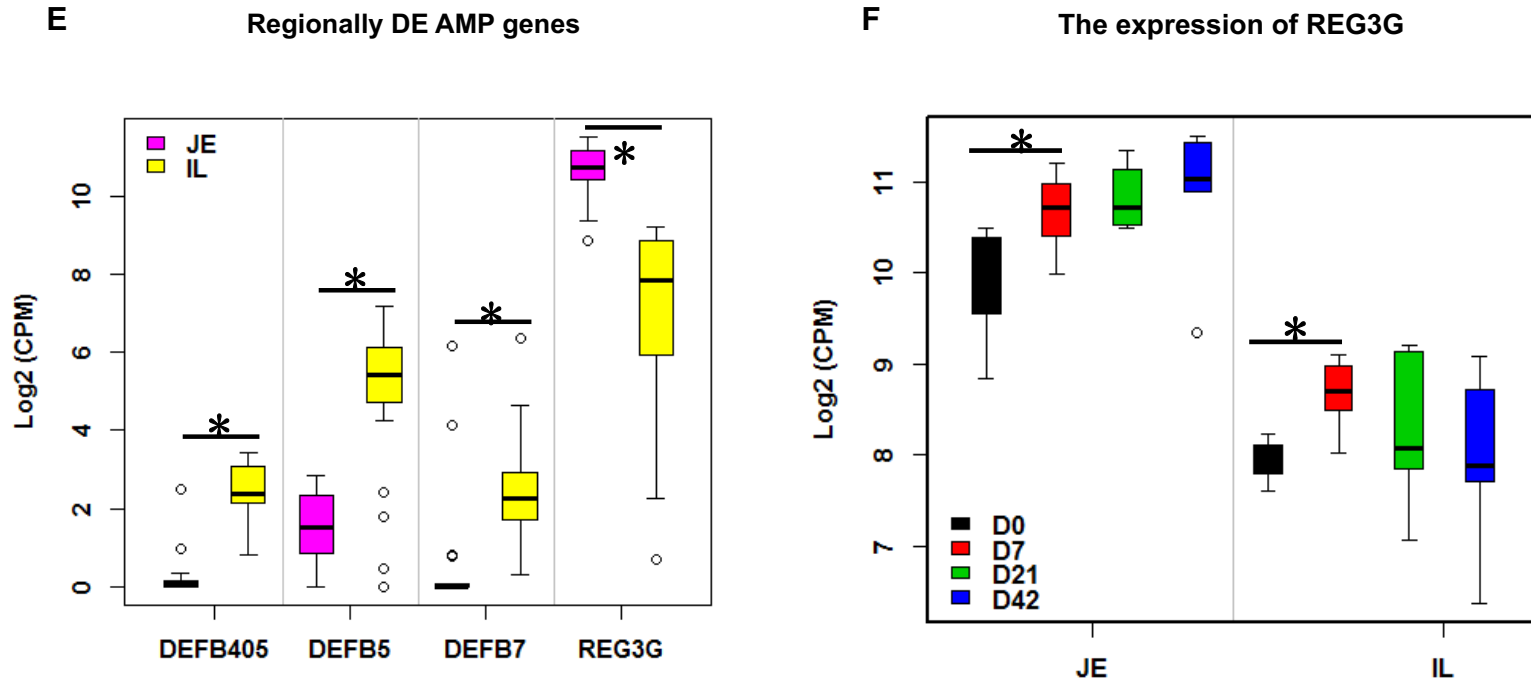 E
Regionally DE AMP genes
JE
IL
*
*
*
*
10
8
6
4
2
0
Log2 (CPM)
DEFB405 DEFB5 DEFB7 REG3G
F
The expression of REG3G
*
*
11
10
9
8
7
Log2 (CPM)
D0
D7
D21
D42
JE IL